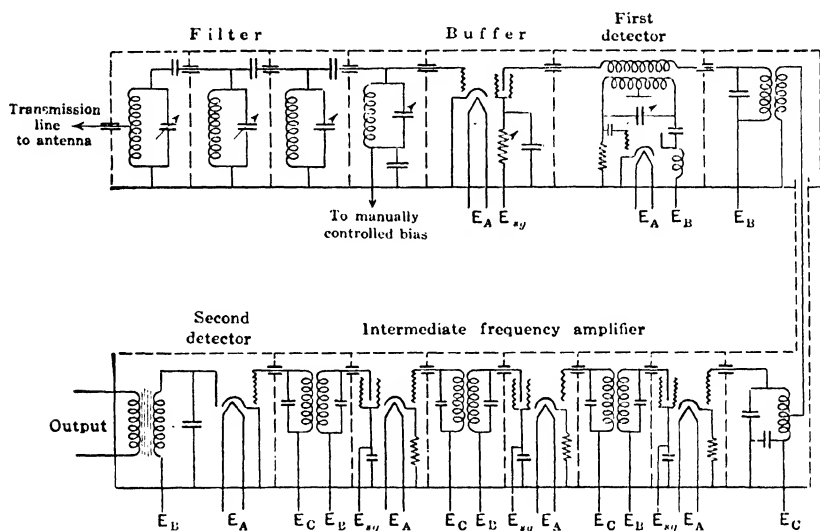 Filter
Buffer
First
detector
Transmission
line
to antenna
To manually
controlled bias
E_A E_sg E_A E_B E_B
Second
detector
Intermediate frequency amplifier
Output
E_B E_A E_C E_B E_sg E_A E_C E_B E_sg E_A E_C E_B E_sg E_A E_C